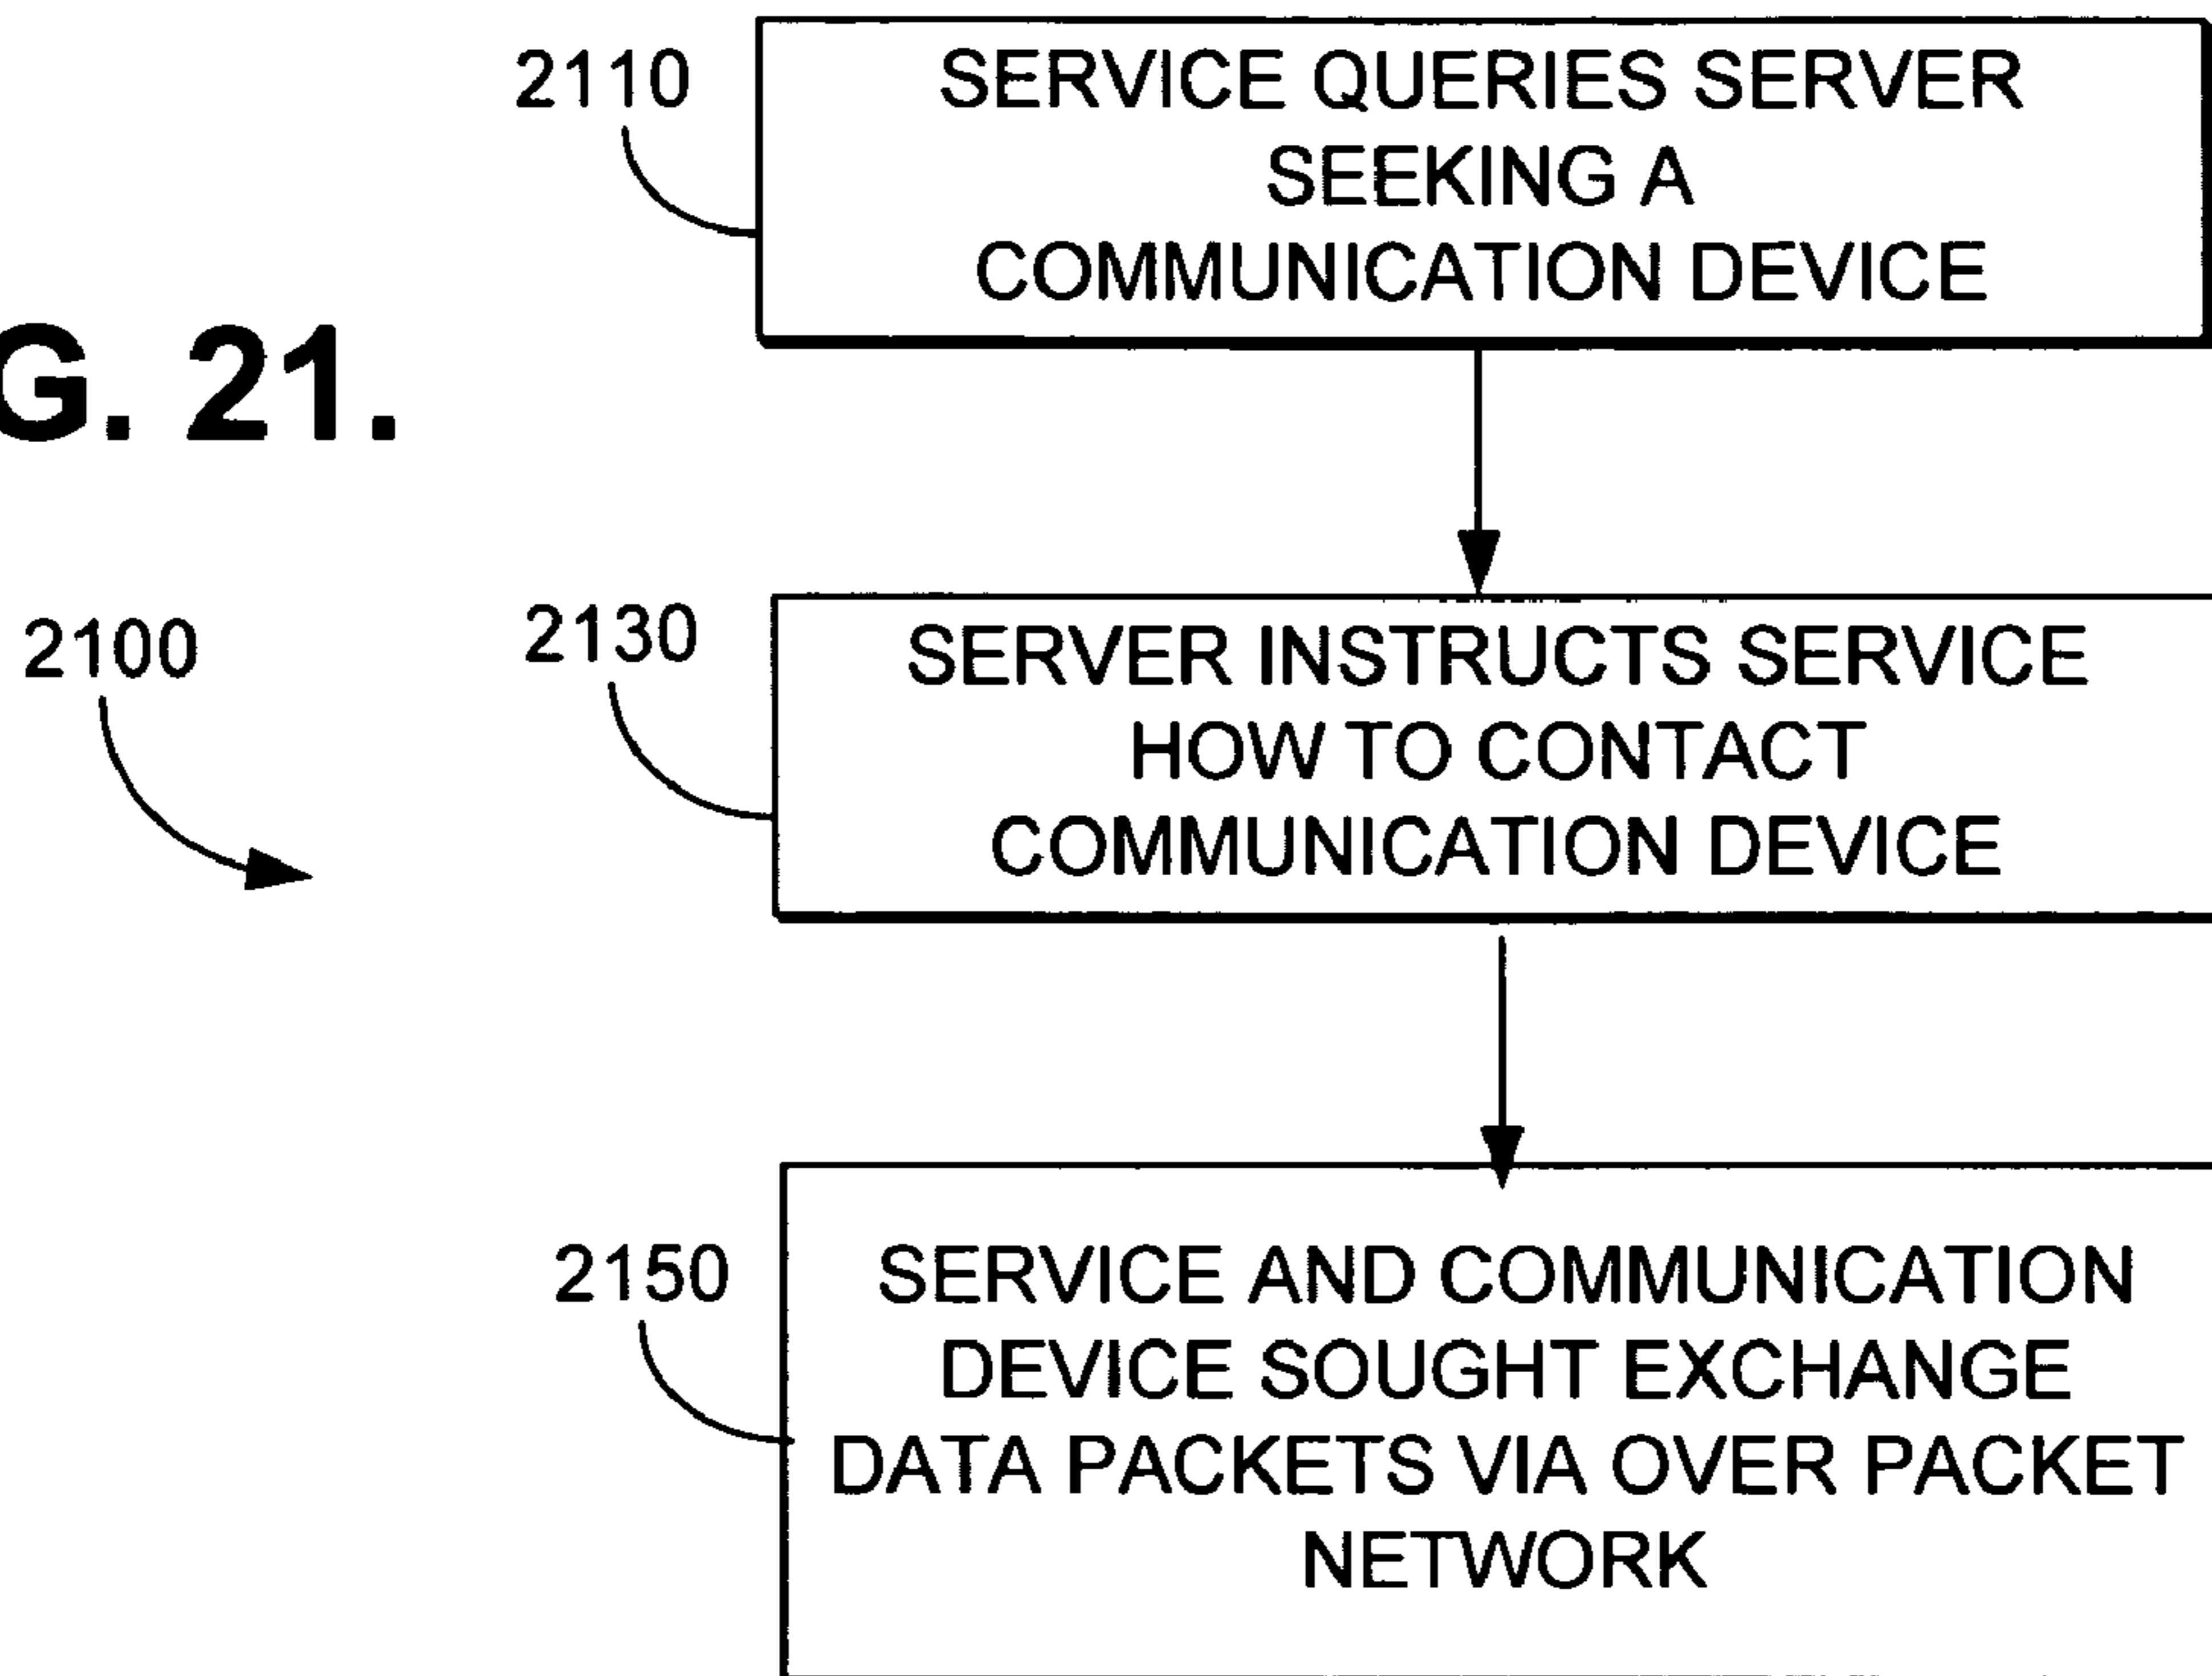 2110
SERVICE QUERIES SERVER
SEEKING A
COMMUNICATION DEVICE
G. 21.
2100
2130
SERVER INSTRUCTS SERVICE
HOW TO CONTACT
COMMUNICATION DEVICE
2150
SERVICE AND COMMUNICATION
DEVICE SOUGHT EXCHANGE
DATA PACKETS VIA OVER PACKET
NETWORK